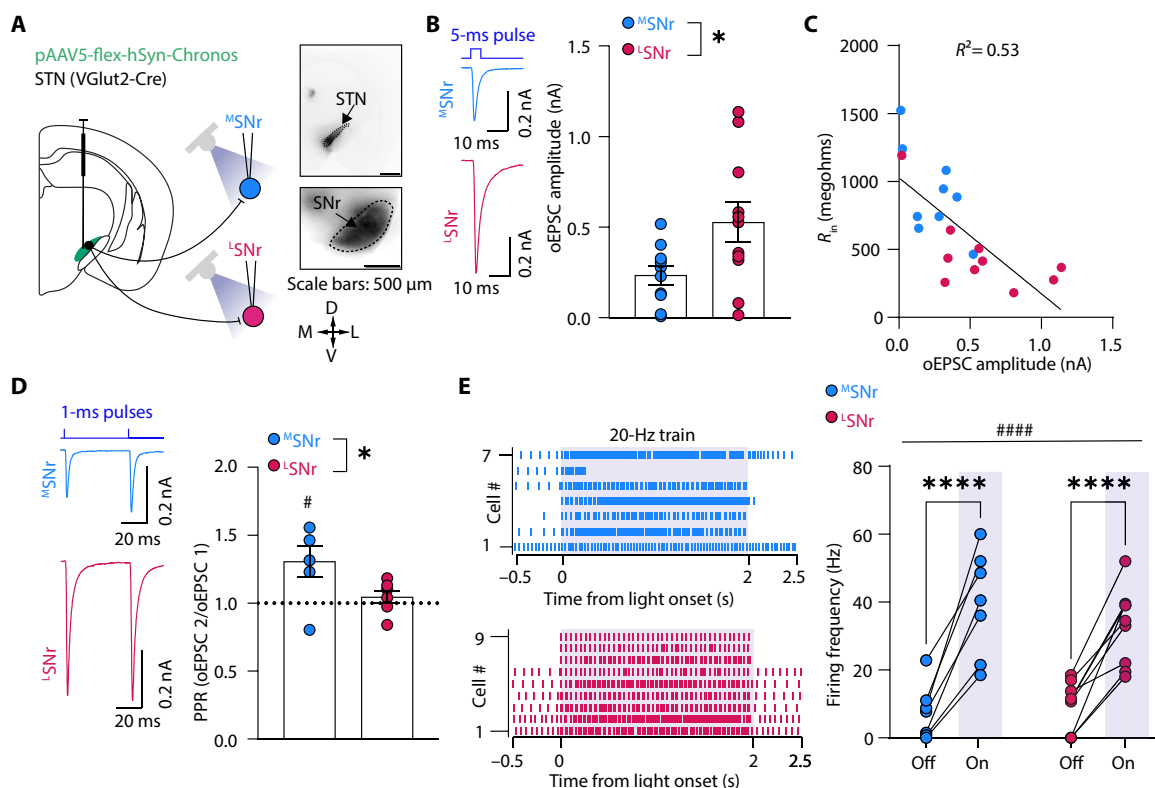 A
pAAV5-flex-hSyn-Chronos
STN (VGlut2-Cre)
ᴹSNr
ᴸSNr
STN
SNr
Scale bars: 500 μm
D
M L
V
B
5-ms pulse
ᴹSNr
0.2 nA
10 ms
ᴸSNr
0.2 nA
10 ms
ᴹSNr
ᴸSNr
*
oEPSC amplitude (nA)
1.5
1.0
0.5
0.0
C
R² = 0.53
Rᵢₙ (megohms)
2000
1500
1000
500
0
0.0 0.5 1.0 1.5
oEPSC amplitude (nA)
D
1-ms pulses
ᴹSNr
0.2 nA
20 ms
ᴸSNr
0.2 nA
20 ms
ᴹSNr
ᴸSNr
*
#
PPR (oEPSC 2/oEPSC 1)
2.0
1.5
1.0
0.5
0.0
E
20-Hz train
Cell #
7
1
−0.5 0 2 2.5
Time from light onset (s)
Cell #
9
1
−0.5 0 2 2.5
Time from light onset (s)
ᴹSNr
ᴸSNr
####
**** ****
Firing frequency (Hz)
80
60
40
20
0
Off On Off On